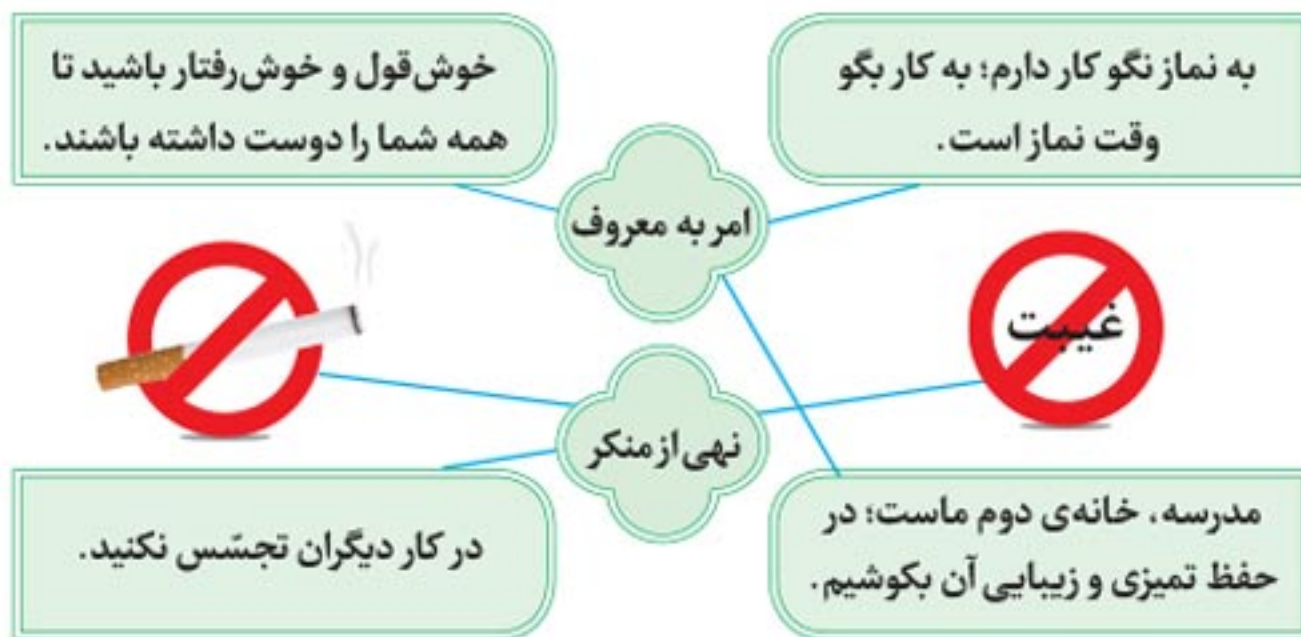 به نماز نگو کار دارم؛ به کار بگو
وقت نماز است.
خوش‌قول و خوش‌رفتار باشید تا
همه شما را دوست داشته باشند.
امر به معروف
غیبت
نهی از منکر
مدرسه، خانه‌ی دوم ماست؛ در
حفظ تمیزی و زیبایی آن بکوشیم.
در کار دیگران تجسّس نکنید.